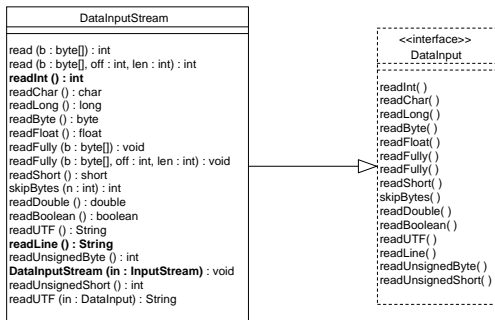 DataInputStream
read (b : byte[]) : int
read (b : byte[], off : int, len : int) : int
readInt () : int
readChar () : char
readLong () : long
readByte () : byte
readFloat () : float
readFully (b : byte[]) : void
readFully (b : byte[], off : int, len : int) : void
readShort () : short
skipBytes (n : int) : int
readDouble () : double
readBoolean () : boolean
readUTF () : String
readLine () : String
readUnsignedByte () : int
DataInputStream (in : InputStream) : void
readUnsignedShort () : int
readUTF (in : DataInput) : String
<<interface>>
DataInput
readInt( )
readChar( )
readLong( )
readByte( )
readFloat( )
readFully( )
readFully( )
readShort( )
skipBytes( )
readDouble( )
readBoolean( )
readUTF( )
readLine( )
readUnsignedByte( )
readUnsignedShort( )